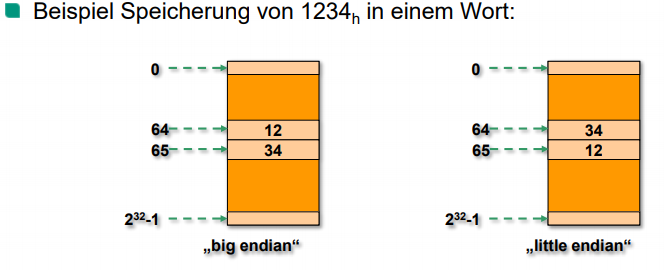 Beispiel Speicherung von 1234h in einem Wort:
0 0
64 12 64 34
65 34 65 12
2³²-1 2³²-1
„big endian“ „little endian“